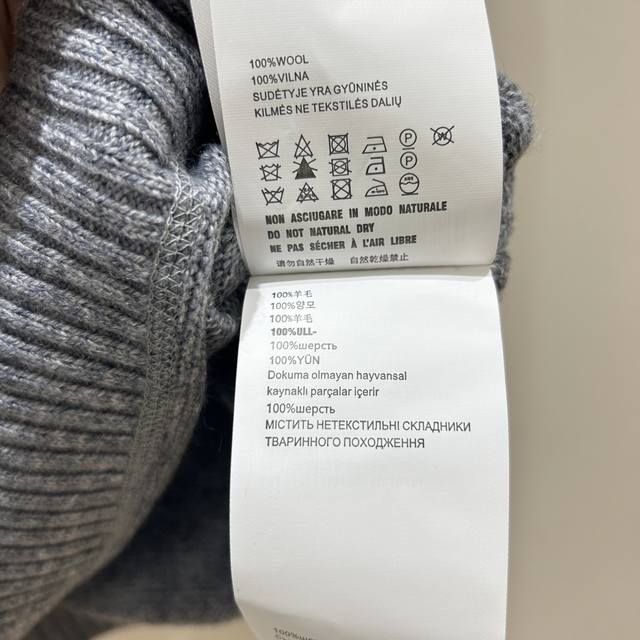 100%WOOL
100%VILNA
SUDĖTYJE YRA GYŪNINĖS
KILMĖS NE TEKSTILĖS DALIŲ
P P W
NON ASCIUGARE IN MODO NATURALE
DO NOT NATURAL DRY
NE PAS SÉCHER À L'AIR LIBRE
请勿自然干燥 自然乾燥禁止
100%羊毛
100%양모
100%羊毛
100%ULL-
100%шерсть
100%YŪN
Dokuma olmayan hayvansal
kaynaklı parçalar içerir
100%шерсть
МІСТИТЬ НЕТЕКСТИЛЬНІ СКЛАДНИКИ
ТВАРИННОГО ПОХОДЖЕННЯ